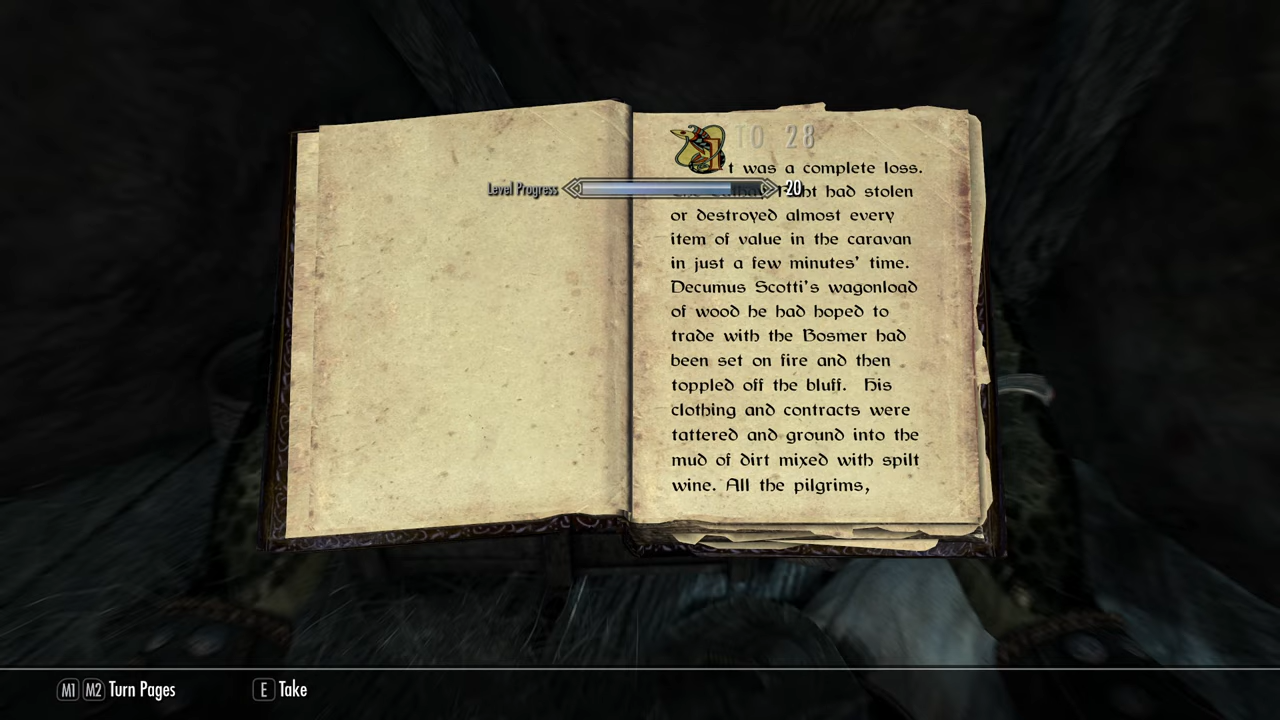 TO 28
It was a complete loss.
Level Progress 20
had stolen
or destroyed almost every
item of value in the caravan
in just a few minutes' time.
Decumus Scotti's wagonload
of wood he had hoped to
trade with the Bosmer had
been set on fire and then
toppled off the bluff. His
clothing and contracts were
tattered and ground into the
mud of dirt mixed with spilt
wine. All the pilgrims,
M1 M2 Turn Pages
E Take